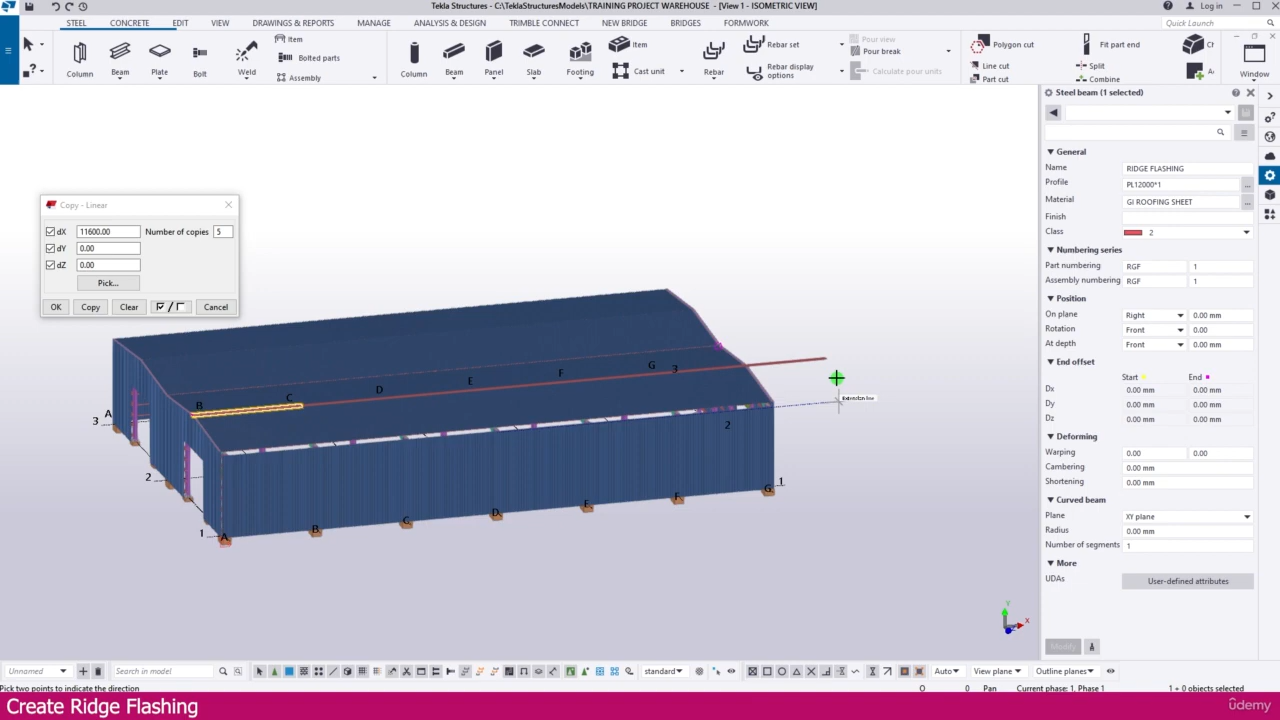 Tekla Structures - C:\TeklaStructuresModels\TRAINING PROJECT WAREHOUSE - [View 1 - ISOMETRIC VIEW]
Log in
STEEL CONCRETE EDIT VIEW DRAWINGS & REPORTS MANAGE ANALYSIS & DESIGN TRIMBLE CONNECT NEW BRIDGE BRIDGES FORMWORK
Quick Launch
Column Beam Plate Bolt Weld
Item
Bolted parts
Assembly
Column Beam Panel Slab Footing
Item
Cast unit
Rebar
Rebar set
Rebar display options
Pour view
Pour break
Calculate pour units
Polygon cut
Line cut
Part cut
Fit part end
Split
Combine
Window
Steel beam (1 selected)
General
Name RIDGE FLASHING
Profile PL12000*1
Material GI ROOFING SHEET
Finish
Class 2
Numbering series
Part numbering RGF 1
Assembly numbering RGF 1
Position
On plane Right 0.00 mm
Rotation Front 0.00
At depth Front 0.00 mm
End offset
Start End
Dx 0.00 mm 0.00 mm
Dy 0.00 mm 0.00 mm
Dz 0.00 mm 0.00 mm
Deforming
Warping 0.00 0.00
Cambering 0.00 mm
Shortening 0.00 mm
Curved beam
Plane XY plane
Radius 0.00 mm
Number of segments 1
More
UDAs User-defined attributes
Modify
Copy - Linear
dX 11600.00 Number of copies 5
dY 0.00
dZ 0.00
Pick...
OK Copy Clear / Cancel
A B C D E F G 3
3
2
2
1 A B C D E F G 1
Extension line
Y
X
Unnamed Search in model standard Auto View plane Outline planes
Pick two points to indicate the direction
O 0 Pan Current phase: 1, Phase 1 1 + 0 objects selected
Create Ridge Flashing
ûdemy